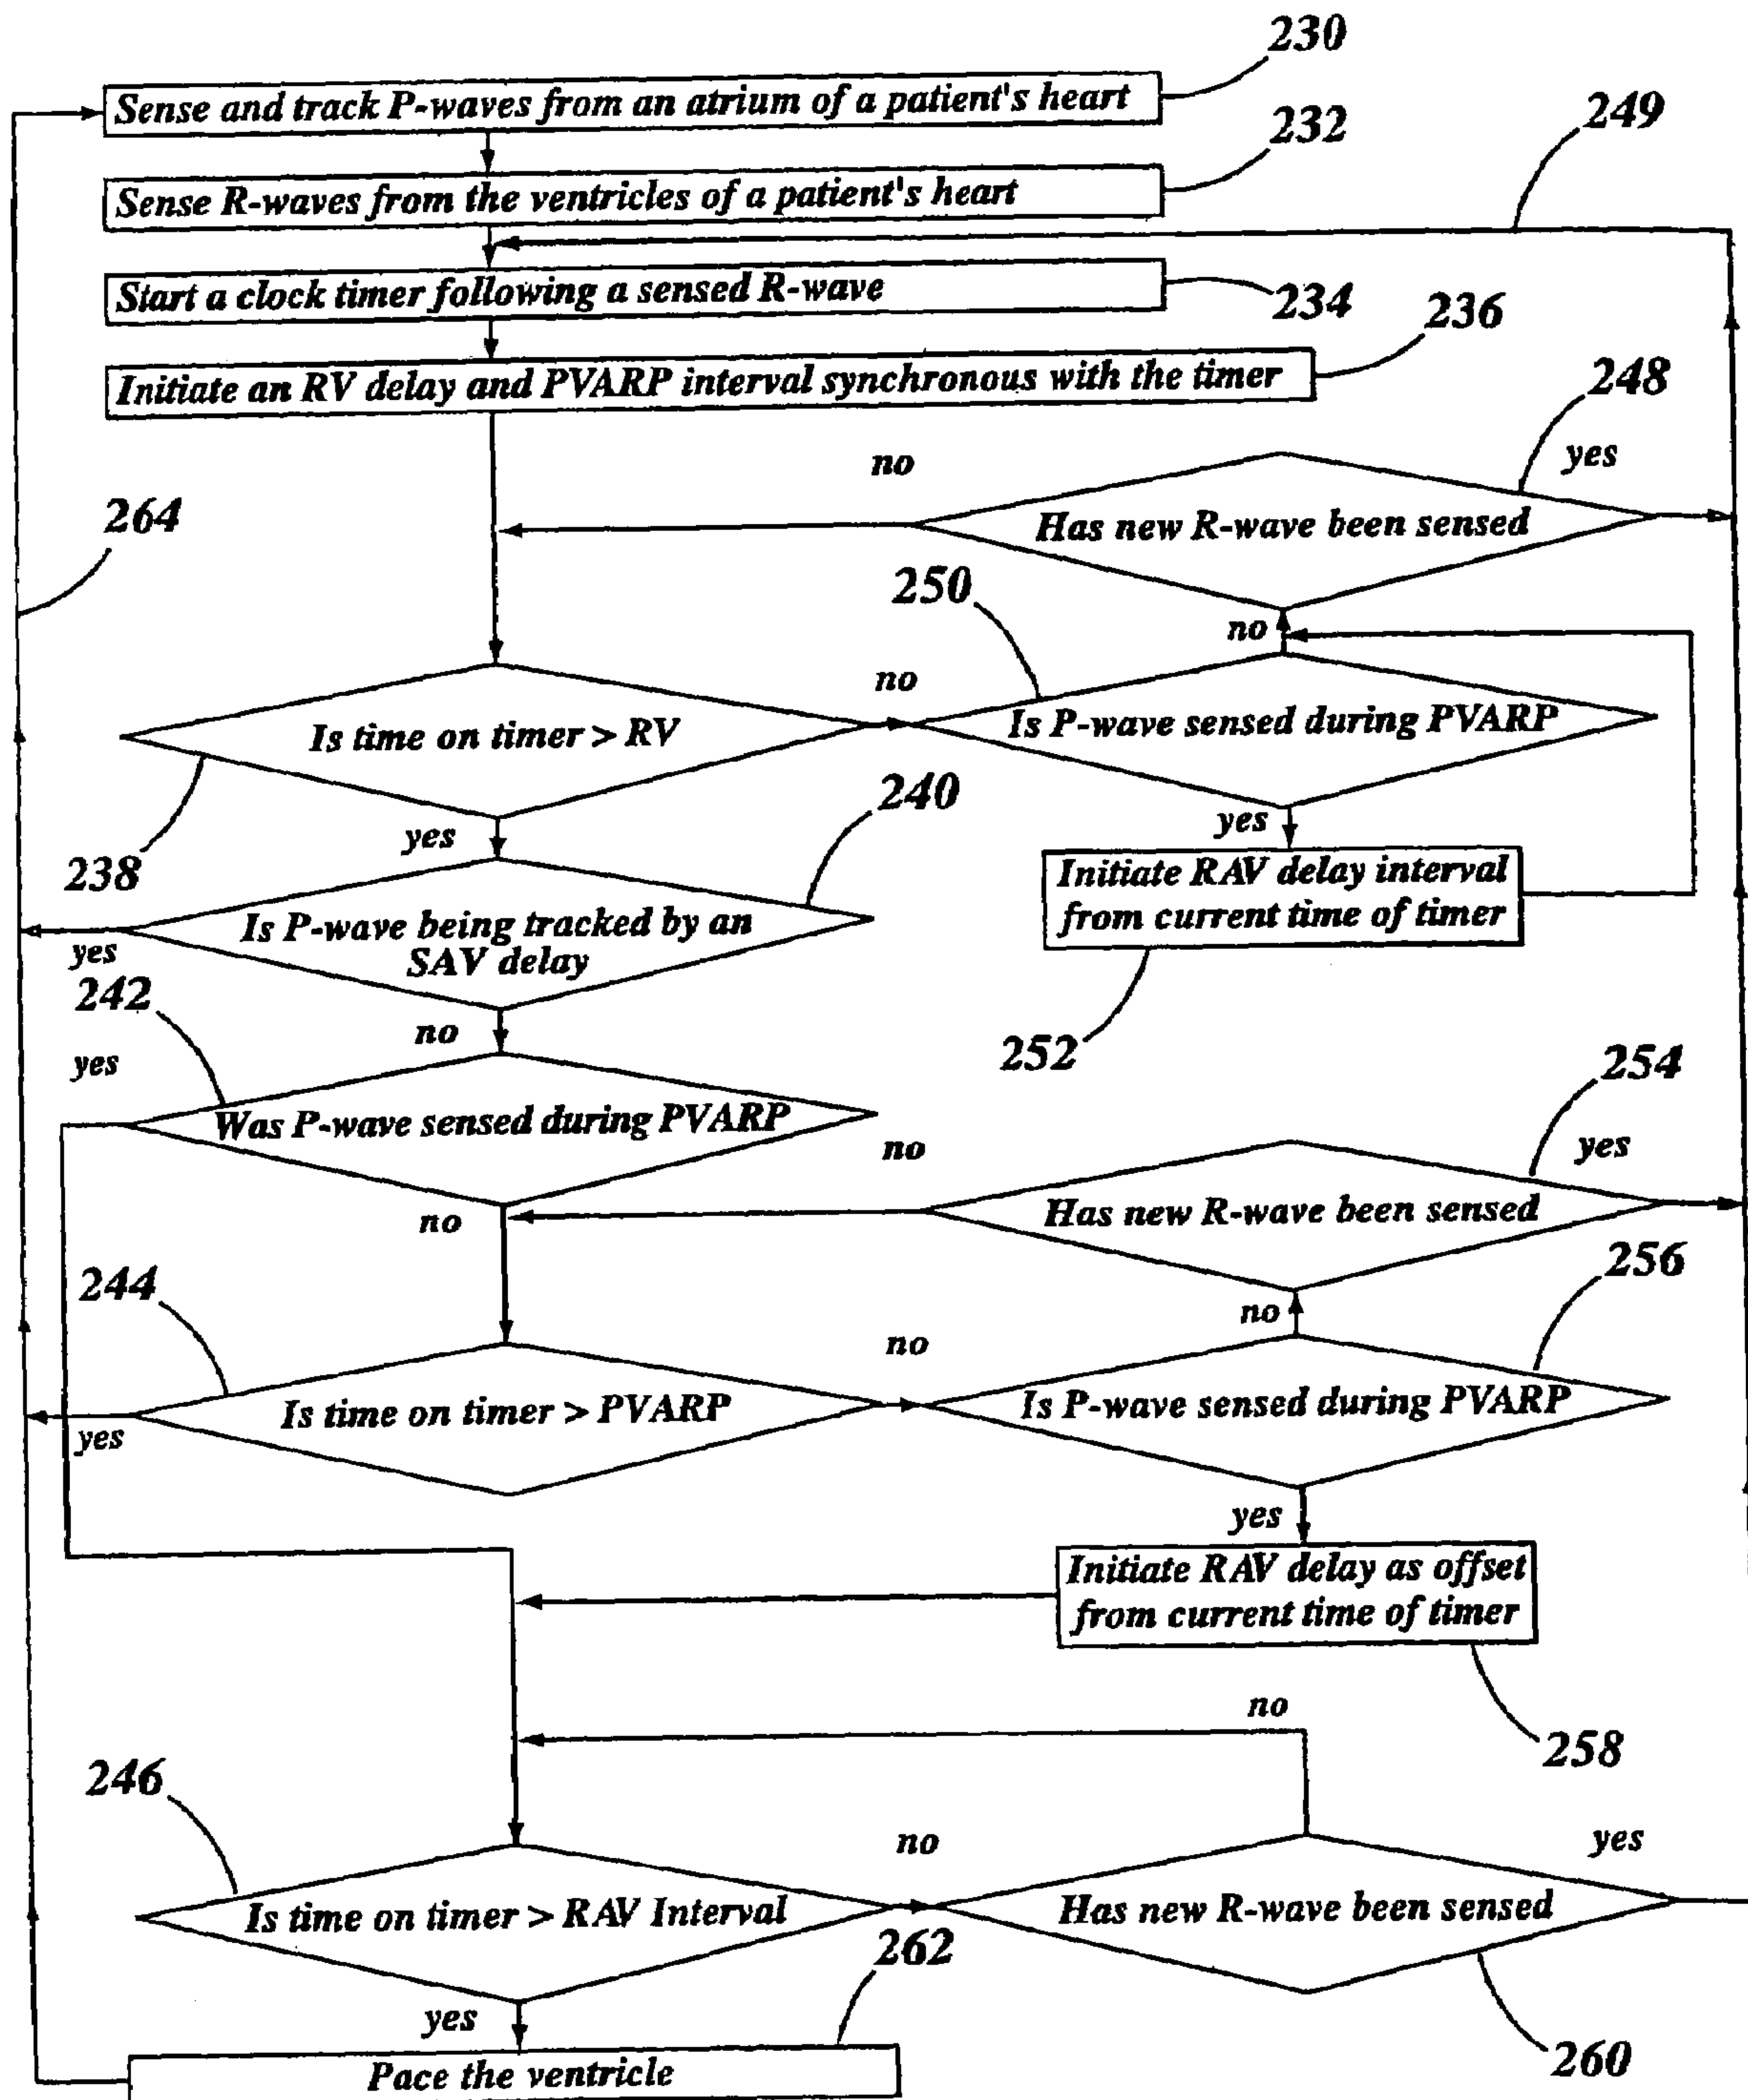 230
Sense and track P-waves from an atrium of a patient's heart
232
249
Sense R-waves from the ventricles of a patient's heart
Start a clock timer following a sensed R-wave
234
236
Initiate an RV delay and PVARP interval synchronous with the timer
248
no
yes
264
Has new R-wave been sensed
250
no
no
Is time on timer > RV
Is P-wave sensed during PVARP
240
yes
yes
238
Initiate RAV delay interval
from current time of timer
Is P-wave being tracked by an
SAV delay
yes
242
no
252
yes
254
Was P-wave sensed during PVARP
no
yes
no
Has new R-wave been sensed
244
256
no
no
Is time on timer > PVARP
Is P-wave sensed during PVARP
yes
yes
Initiate RAV delay as offset
from current time of timer
no
258
246
no
yes
Is time on timer > RAV Interval
Has new R-wave been sensed
262
yes
260
Pace the ventricle